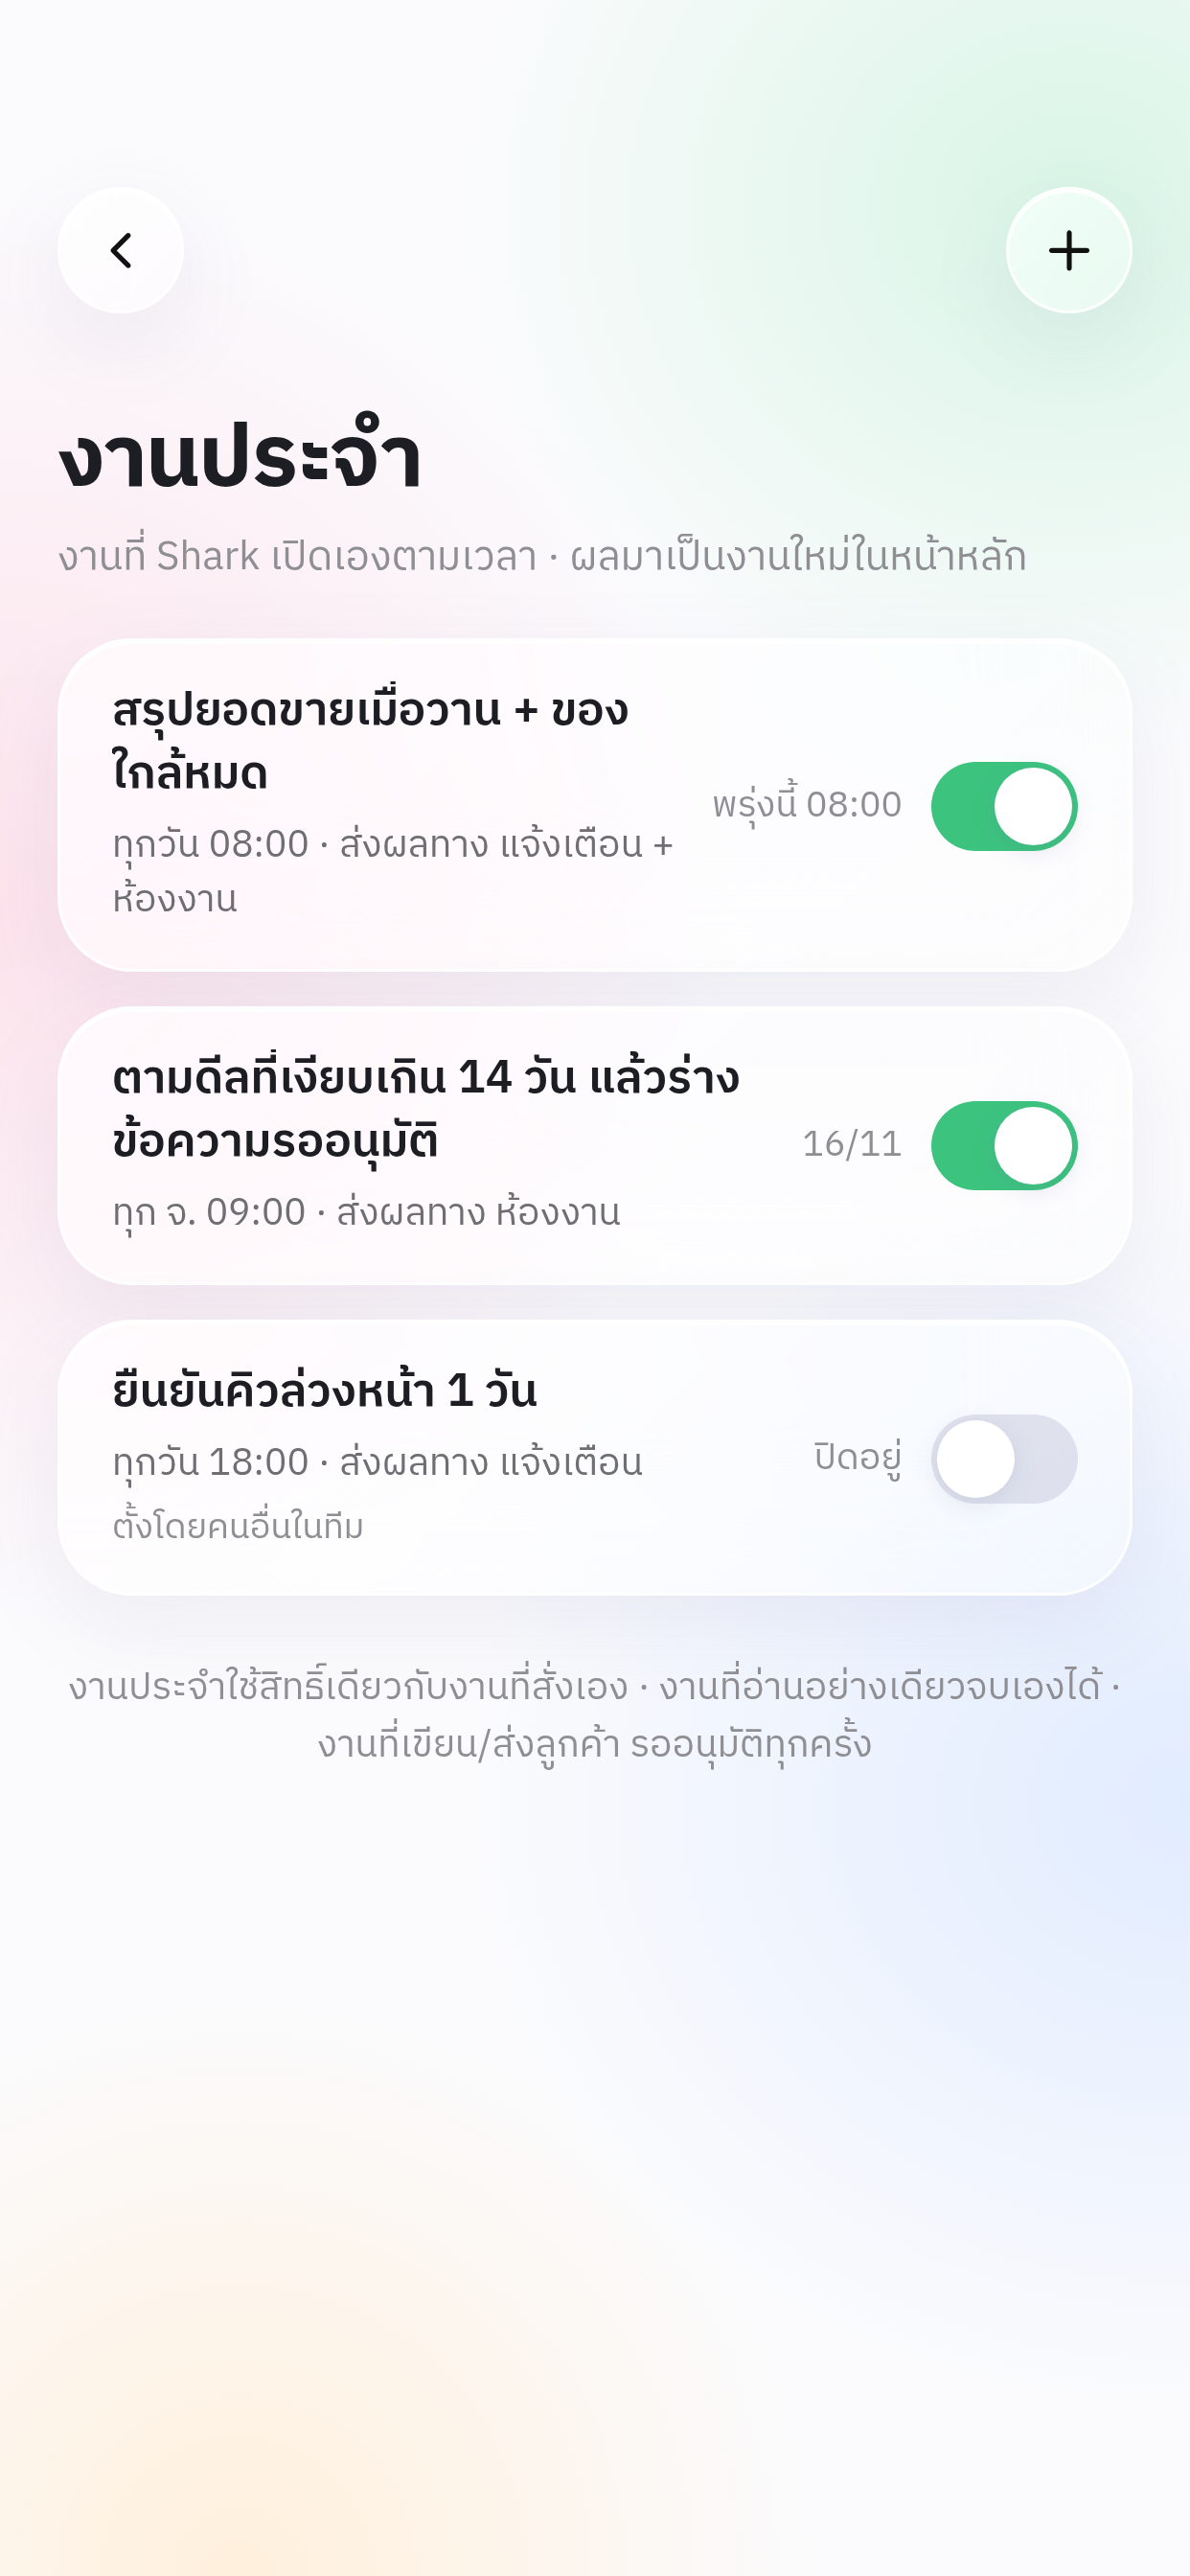 งานประจำ
งานที่ Shark เปิดเองตามเวลา · ผลมาเป็นงานใหม่ในหน้าหลัก
สรุปยอดขายเมื่อวาน + ของ
ใกล้หมด
ทุกวัน 08:00 · ส่งผลทาง แจ้งเตือน +
ห้องงาน
พรุ่งนี้ 08:00
ตามดีลที่เงียบเกิน 14 วัน แล้วร่าง
ข้อความรออนุมัติ
ทุก จ. 09:00 · ส่งผลทาง ห้องงาน
16/11
ยืนยันคิวล่วงหน้า 1 วัน
ทุกวัน 18:00 · ส่งผลทาง แจ้งเตือน
ตั้งโดยคนอื่นในทีม
ปิดอยู่
งานประจำใช้สิทธิ์เดียวกับงานที่สั่งเอง · งานที่อ่านอย่างเดียวจบเองได้ ·
งานที่เขียน/ส่งลูกค้า รออนุมัติทุกครั้ง